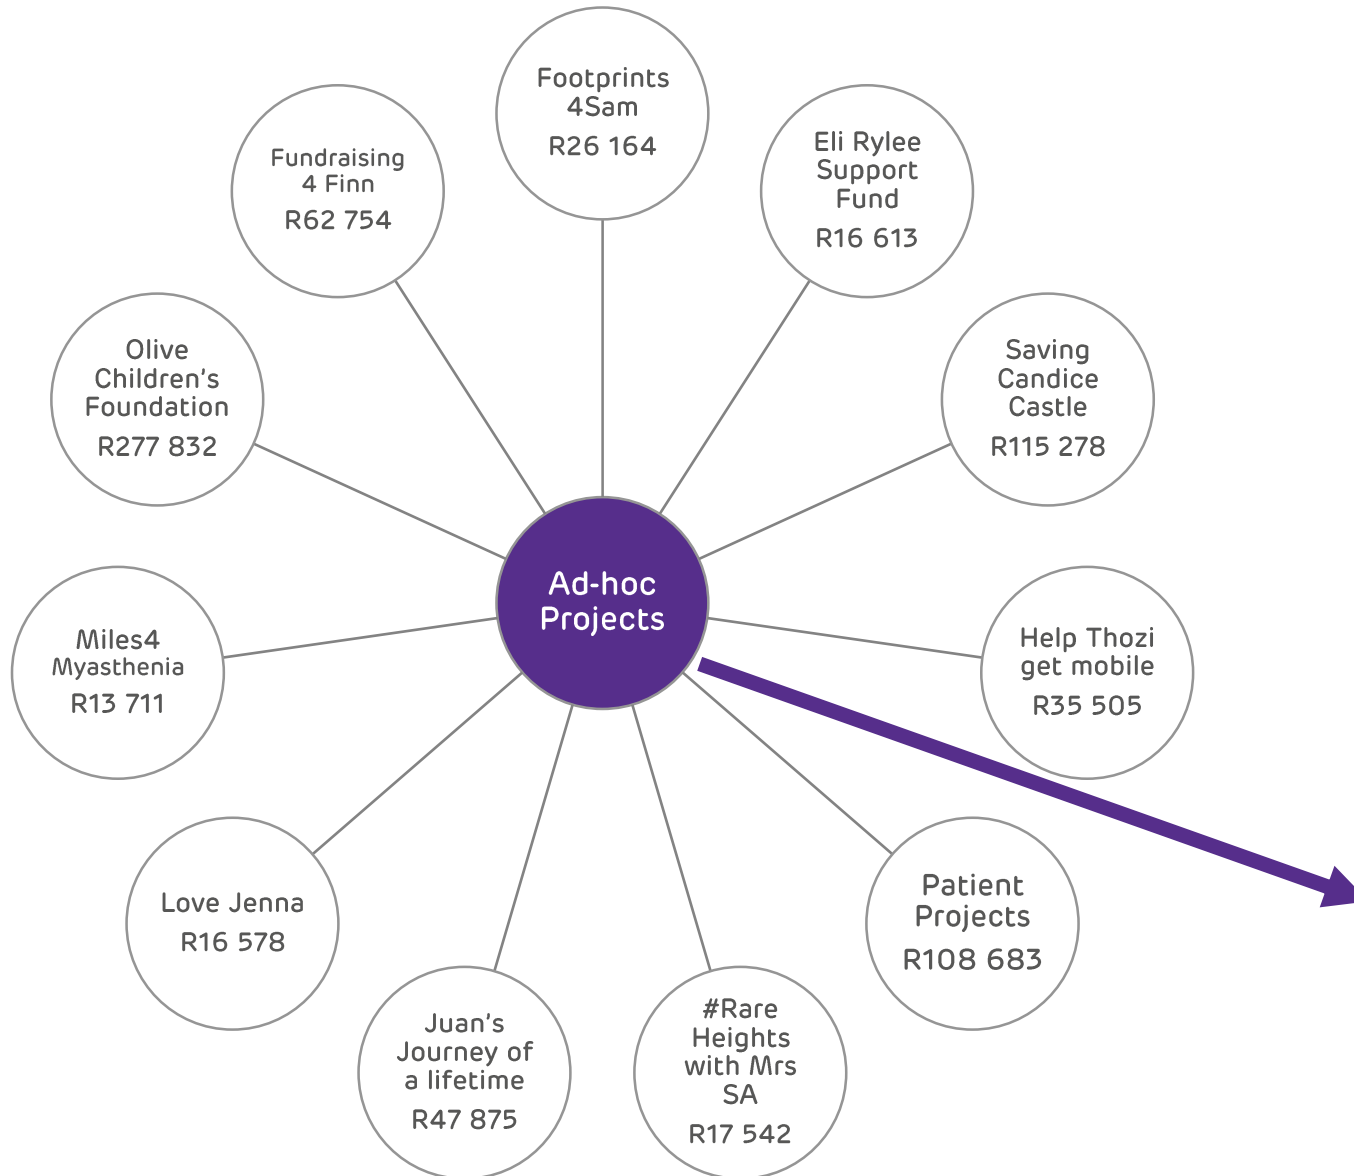 Footprints
4Sam
R26 164
Eli Rylee
Support
Fund
R16 613
Saving
Candice
Castle
R115 278
Help Thozi
get mobile
R35 505
Patient
Projects
R108 683
#Rare
Heights
with Mrs
SA
R17 542
Juan's
Journey of
a lifetime
R47 875
Love Jenna
R16 578
Miles4
Myasthenia
R13 711
Olive
Children's
Foundation
R277 832
Fundraising
4 Finn
R62 754
Ad-hoc
Projects